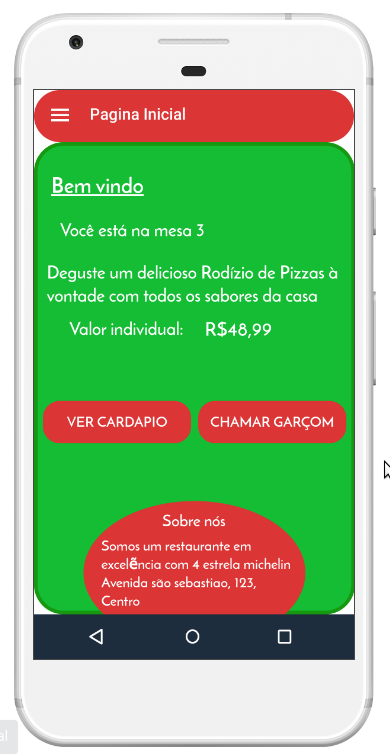 Pagina Inicial
Bem vindo
Você está na mesa 3
Deguste um delicioso Rodízio de Pizzas à
vontade com todos os sabores da casa
Valor individual: R$48,99
VER CARDAPIO CHAMAR GARÇOM
Sobre nós
Somos um restaurante em
excelẽncia com 4 estrela michelin
Avenida são sebastiao, 123,
Centro
al